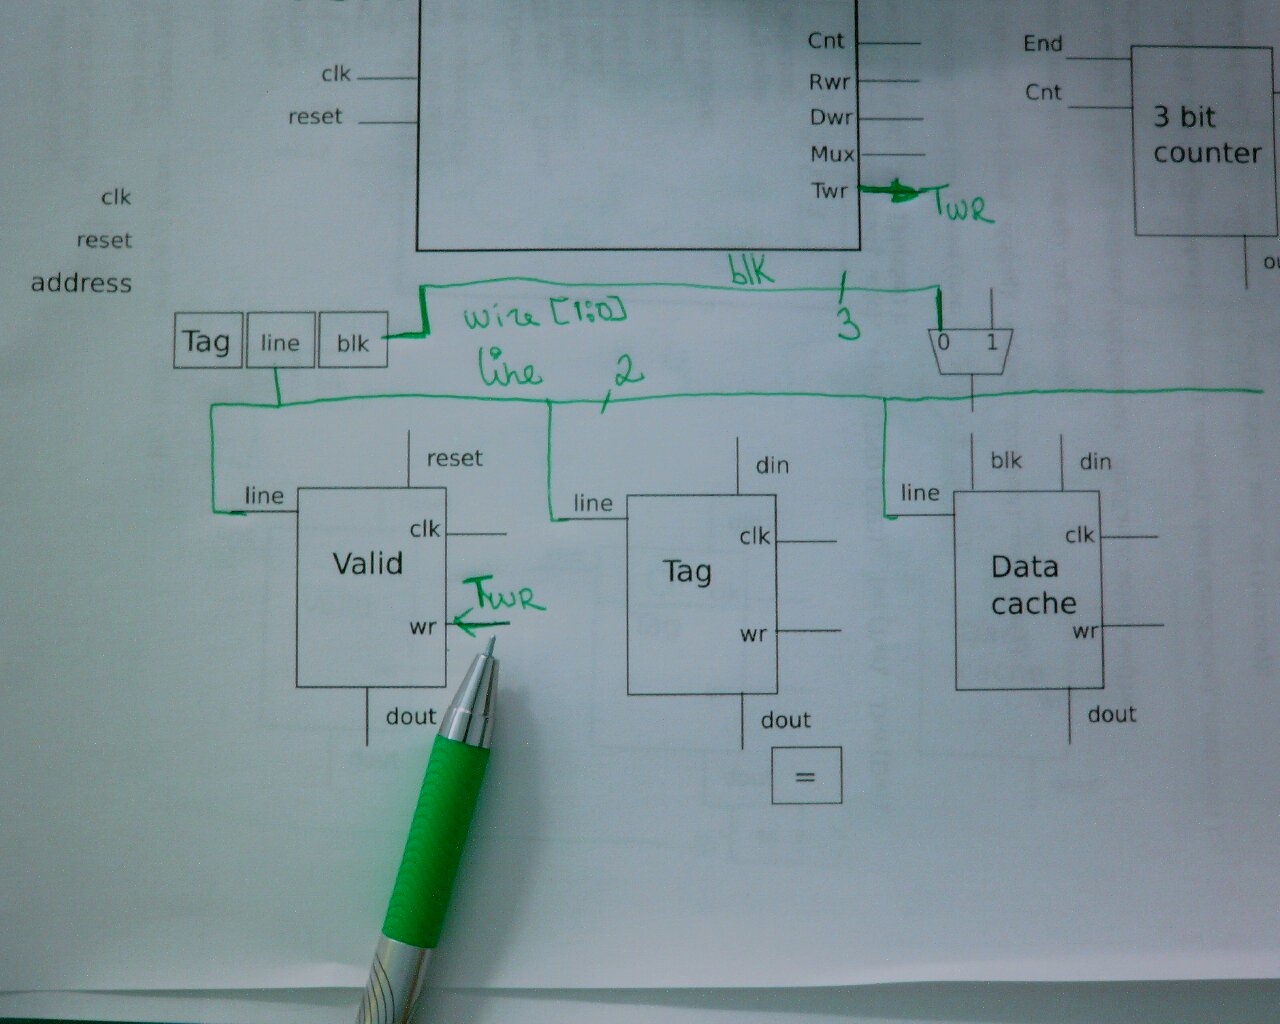 Cnt
Rwr
Dwr
Mux
Twr
TWR
clk
reset
End
Cnt
3 bit
counter
clk
reset
address
Tag line blk
blk
3
wire [1:0]
line 2
0 1
reset
line
clk
Valid
TWR
wr
dout
din
line
clk
Tag
wr
dout
=
blk
din
line
clk
Data
cache
wr
dout